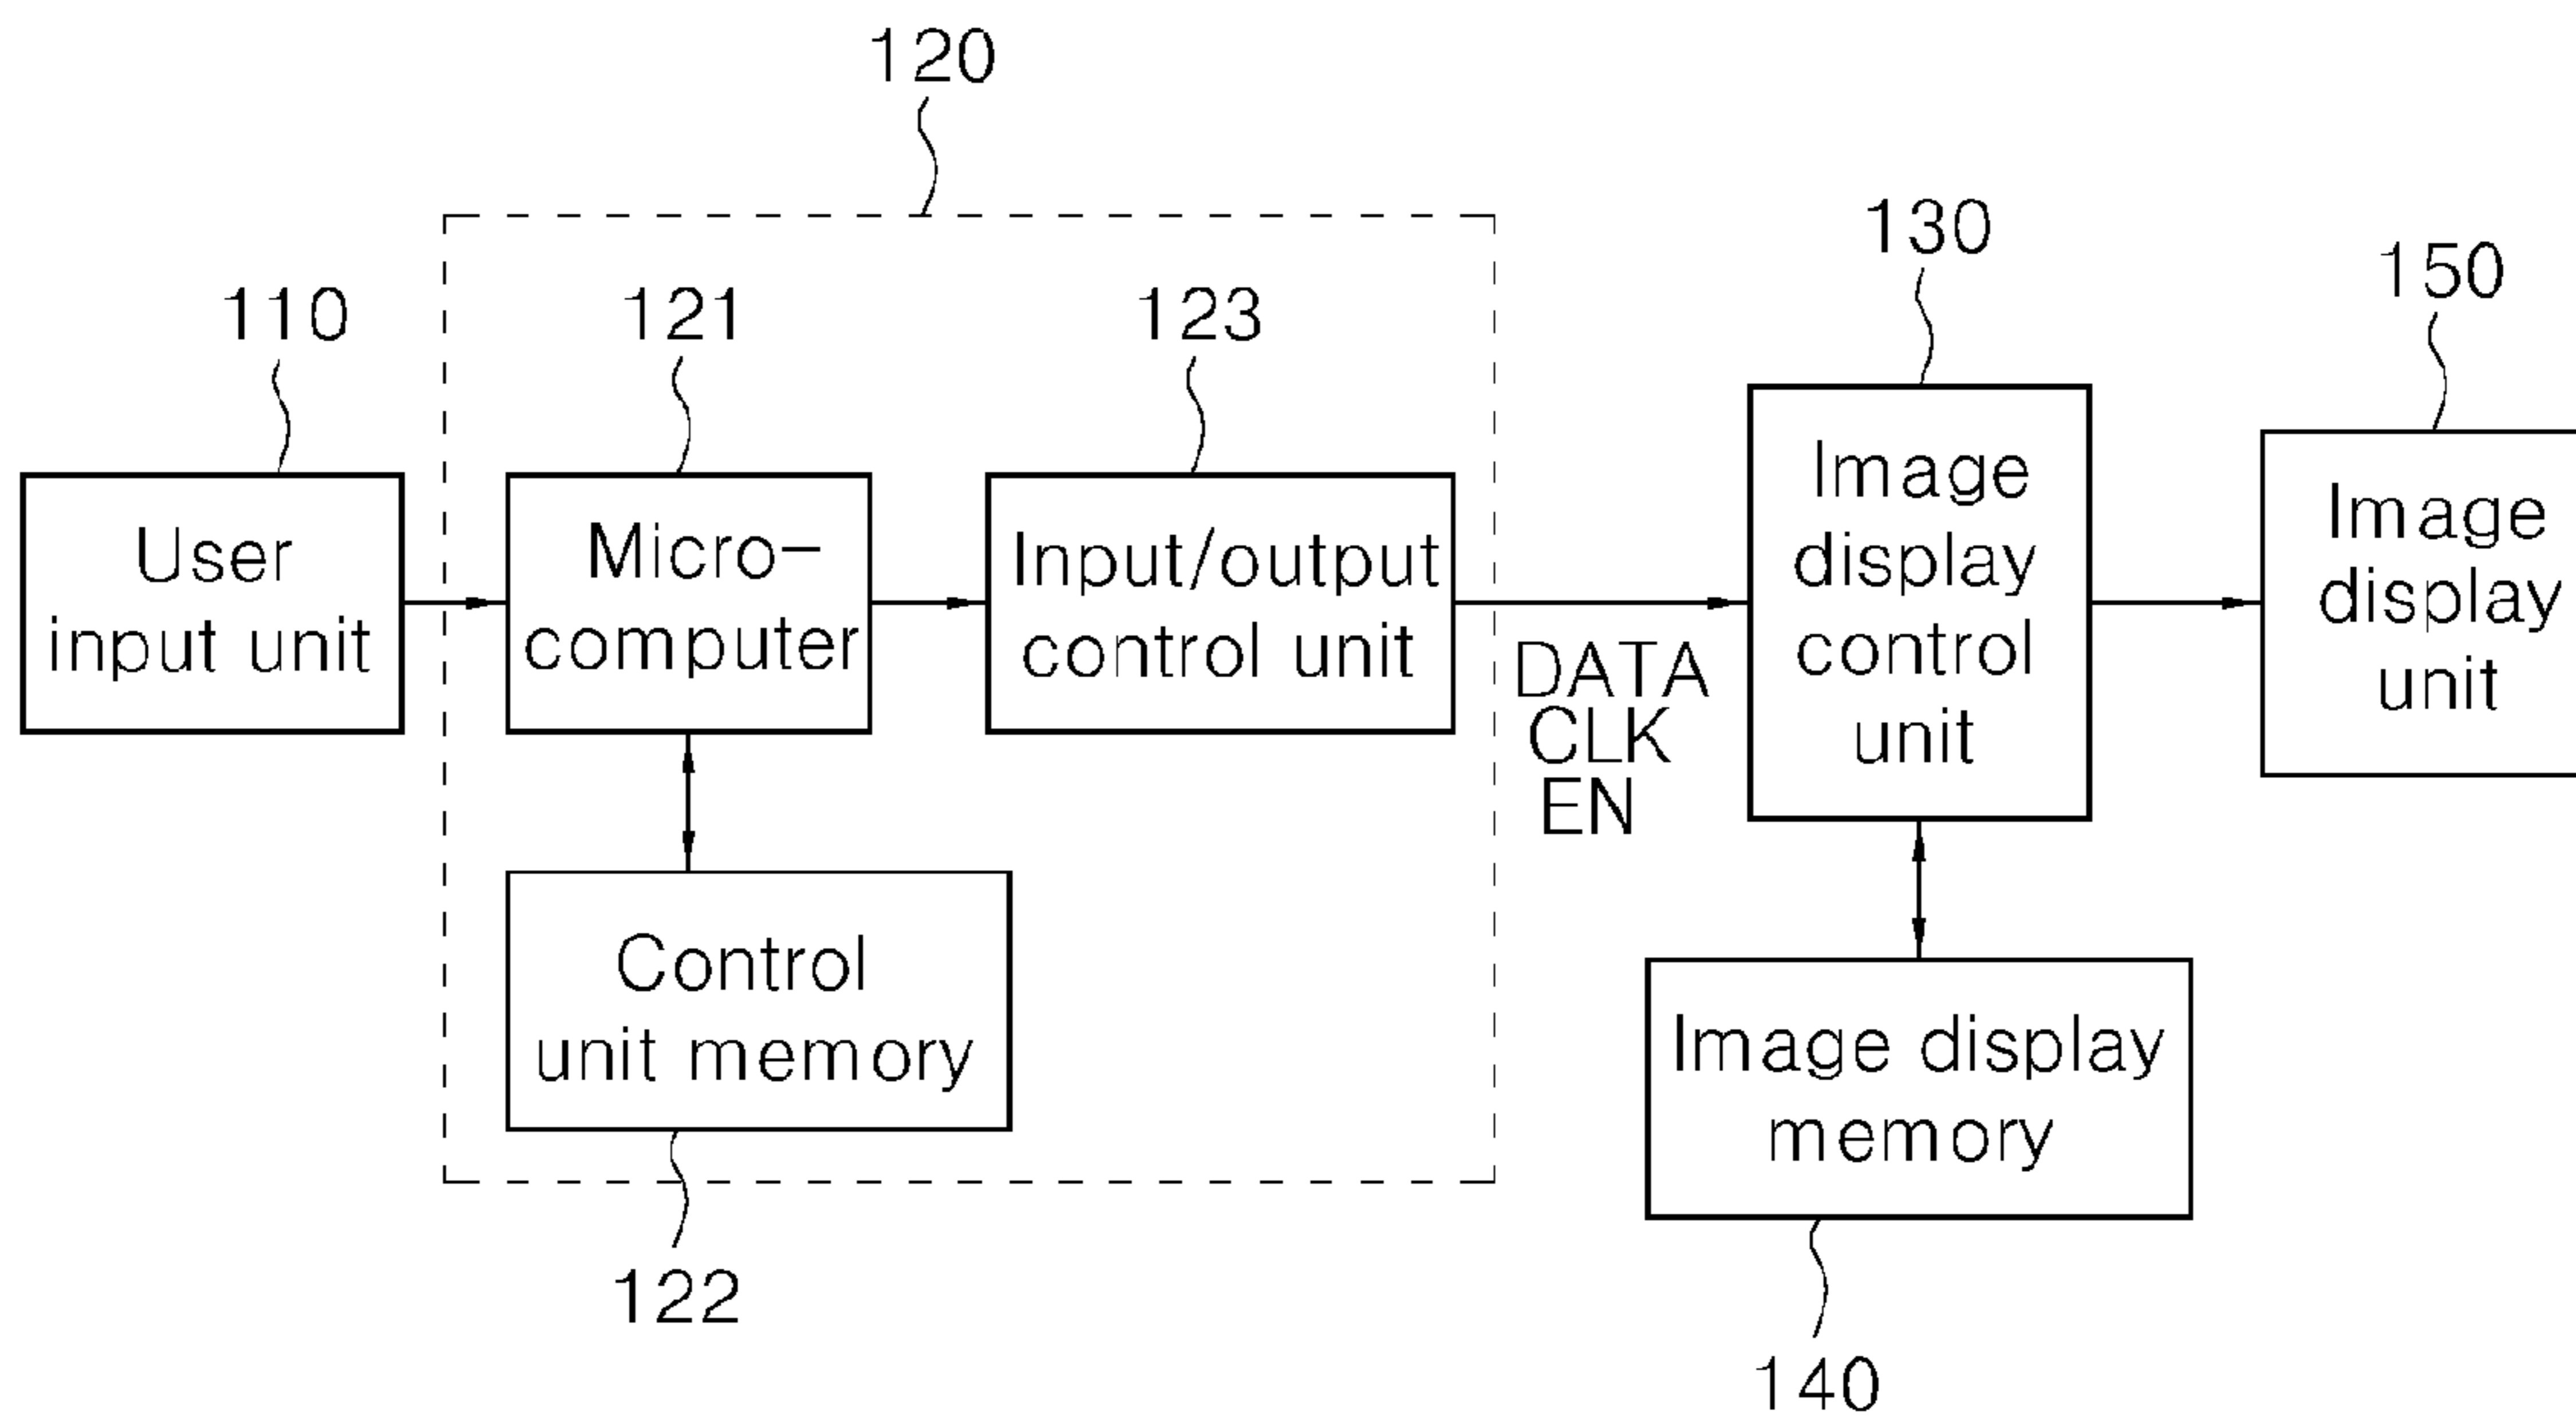 120
130
150
110
121
123
User
input unit
Micro-
computer
Input/output
control unit
DATA
CLK
EN
Image
display
control
unit
Image
display
unit
Control
unit memory
Image display
memory
122
140